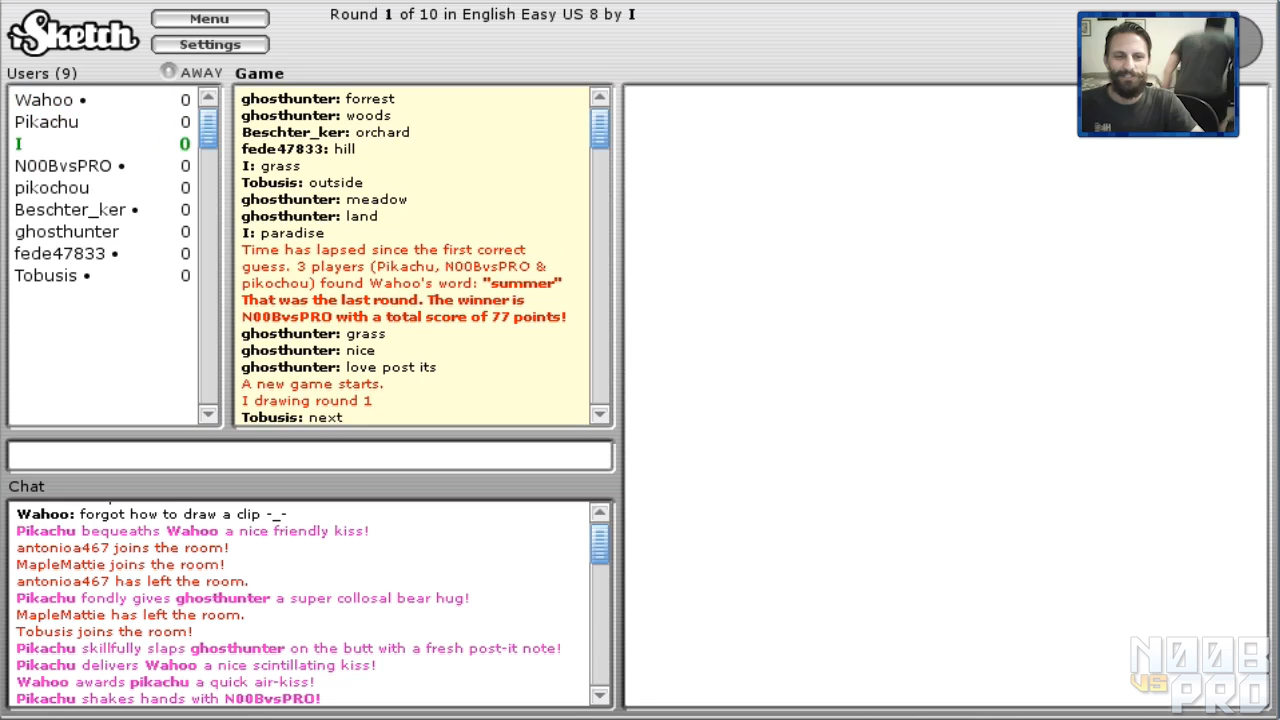 iSketch
Menu
Settings
Round 1 of 10 in English Easy US 8 by I
Users (9)
AWAY
Game
Wahoo • 0
Pikachu 0
I 0
N00BvsPRO • 0
pikochou 0
Beschter_ker • 0
ghosthunter 0
fede47833 • 0
Tobusis • 0
ghosthunter: forrest
ghosthunter: woods
Beschter_ker: orchard
fede47833: hill
I: grass
Tobusis: outside
ghosthunter: meadow
ghosthunter: land
I: paradise
Time has lapsed since the first correct
guess. 3 players (Pikachu, N00BvsPRO &
pikochou) found Wahoo's word: "summer"
That was the last round. The winner is
N00BvsPRO with a total score of 77 points!
ghosthunter: grass
ghosthunter: nice
ghosthunter: love post its
A new game starts.
I drawing round 1
Tobusis: next
Chat
Wahoo: forgot how to draw a clip -_-
Pikachu bequeaths Wahoo a nice friendly kiss!
antonioa467 joins the room!
MapleMattie joins the room!
antonioa467 has left the room.
Pikachu fondly gives ghosthunter a super collosal bear hug!
MapleMattie has left the room.
Tobusis joins the room!
Pikachu skillfully slaps ghosthunter on the butt with a fresh post-it note!
Pikachu delivers Wahoo a nice scintillating kiss!
Wahoo awards pikachu a quick air-kiss!
Pikachu shakes hands with N00BvsPRO!
N00B
VS PRO